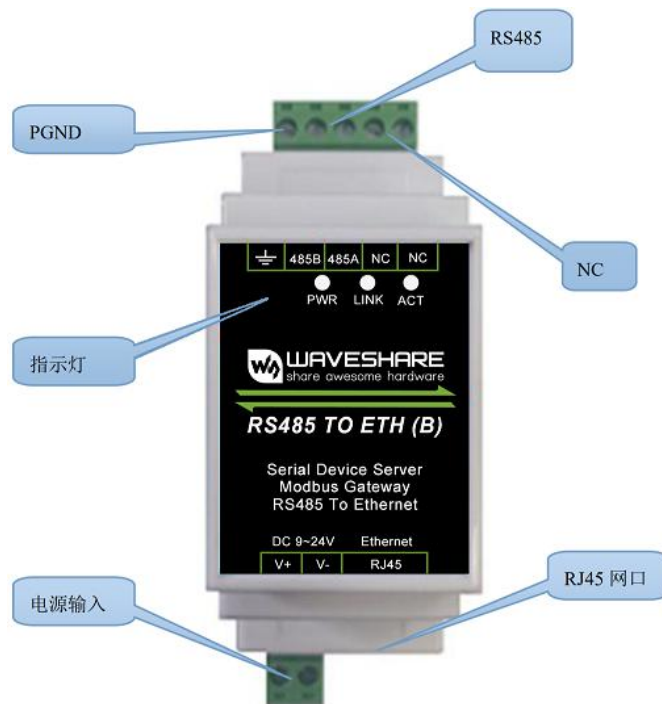 RS485
PGND
NC
指示灯
电源输入
RJ45 网口
485B 485A NC NC
PWR LINK ACT
WAVESHARE
share awesome hardware
RS485 TO ETH (B)
Serial Device Server
Modbus Gateway
RS485 To Ethernet
DC 9~24V Ethernet
V+ V- RJ45